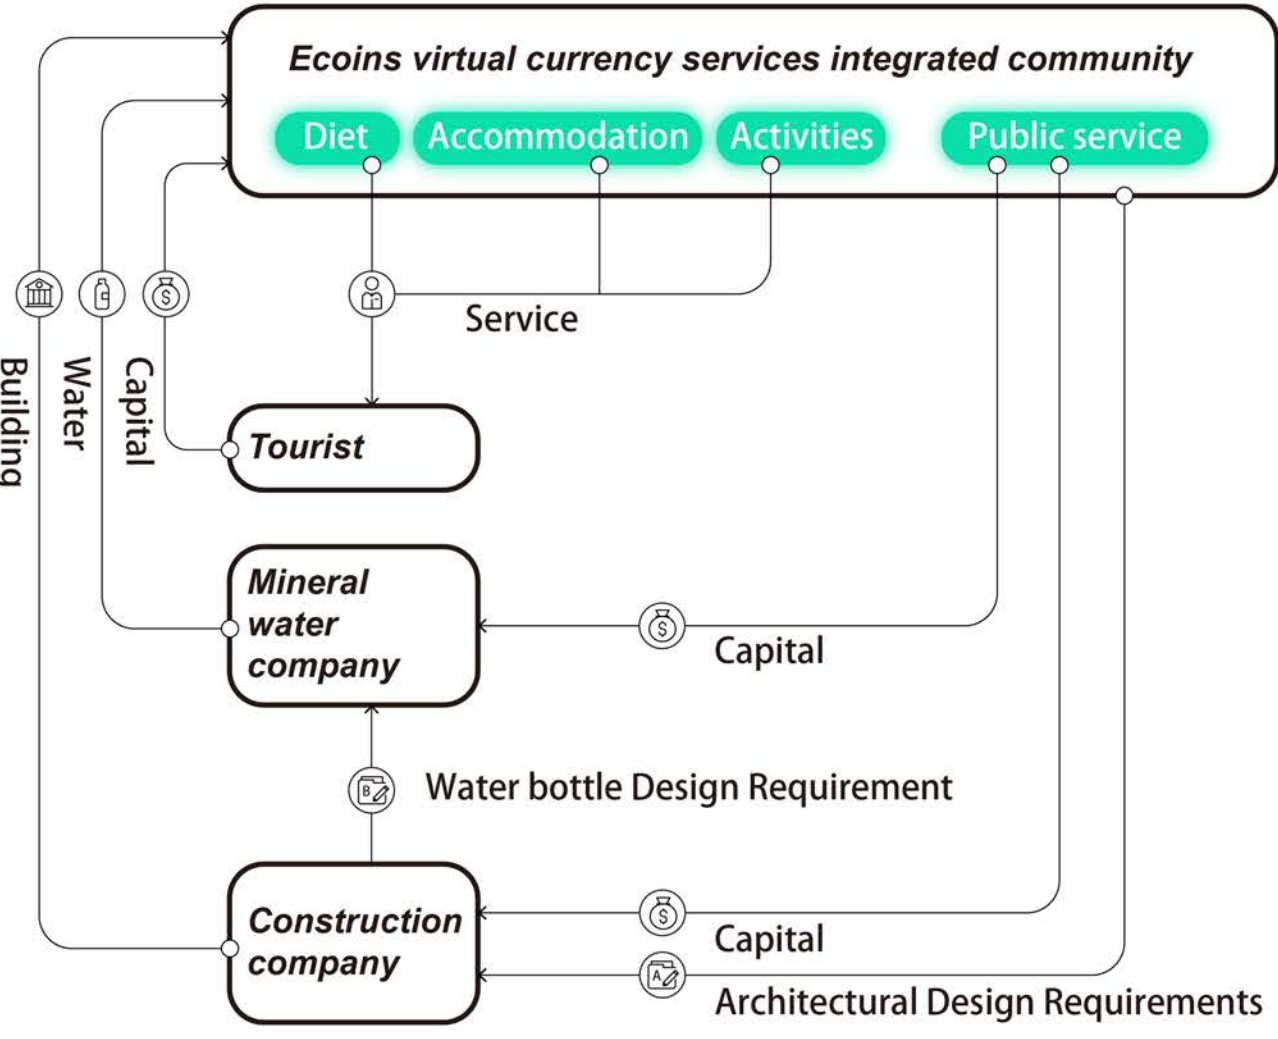 Ecoins virtual currency services integrated community
Diet
Accommodation
Activities
Public service
Service
Building
Water
Capital
Tourist
Mineral
water
company
Capital
Water bottle Design Requirement
Construction
company
Capital
Architectural Design Requirements
$
$
B
$
A